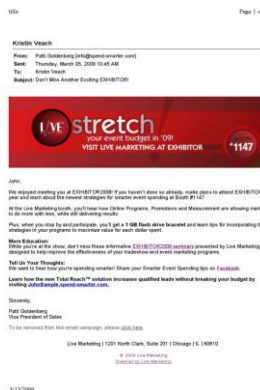 title Page 1 o
Kristin Veach
From: Patti Goldenberg [info@spend-smarter.com]
Sent: Thursday, March 05, 2009 10:45 AM
To: Kristin Veach
Subject: Don't Miss Another Exciting EXHIBITOR!
LIVE stretch
your event budget in '09!
VISIT LIVE MARKETING AT EXHIBITOR
#1147
John,
We enjoyed meeting you at EXHIBITOR2008! If you haven't done so already, make plans to attend EXHIBITOR
year and learn about the newest strategies for smarter event spending at Booth #1147.
At the Live Marketing booth, you'll hear how Online Programs, Promotions and Measurement are allowing mark
to do more with less, while still delivering results.
Plus, when you stop by and participate, you'll get a 1 GB flash drive bracelet and learn tips for incorporating th
strategies in your programs to maximize value for each dollar spent.
More Education:
While you're at the show, don't miss these informative EXHIBITOR2009 seminars presented by Live Marketing
designed to help improve the effectiveness of your tradeshow and event marketing programs.
Tell Us Your Thoughts:
We want to hear how you're spending smarter! Share your Smarter Event Spending tips on Facebook.
Learn how the new Total Reach™ solution increases qualified leads without breaking your budget by
visiting JohnSample.spend-smarter.com.
Sincerely,
Patti Goldenberg
Vice President of Sales
To be removed from this email campaign, please click here.
Live Marketing | 1201 North Clark, Suite 201 | Chicago | IL | 60610
© 2009 Live Marketing
Powered by Live Marketing
3/23/2009